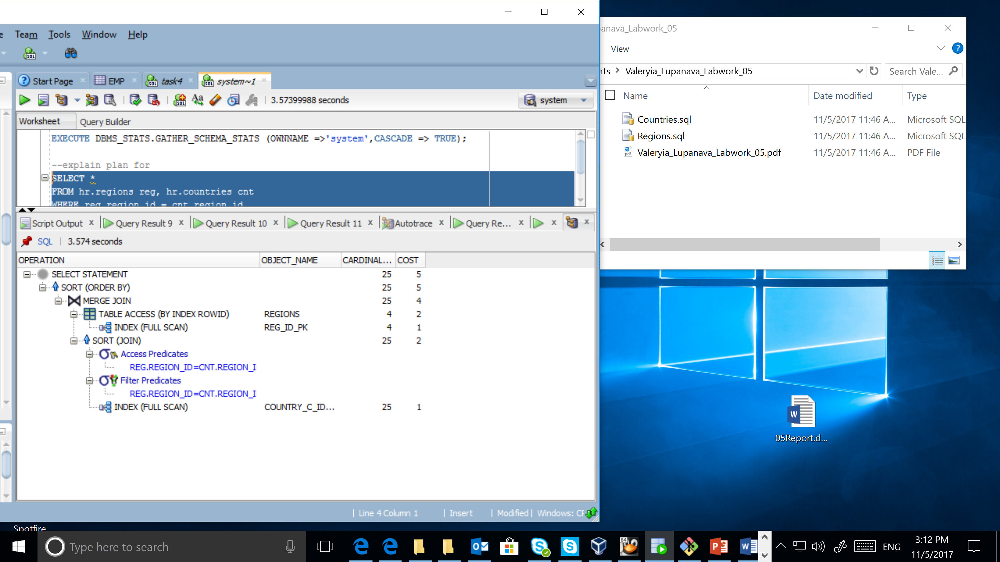 e Team Tools Window Help
Start Page EMP task4 system~1
3.57399988 seconds system
Worksheet Query Builder
EXECUTE DBMS_STATS.GATHER_SCHEMA_STATS (OWNNAME =>'system',CASCADE => TRUE);
--explain plan for
SELECT *
FROM hr.regions reg, hr.countries cnt
WHERE reg.region_id = cnt.region_id
Script Output Query Result 9 Query Result 10 Query Result 11 Autotrace Query Re...
SQL 3.574 seconds
OPERATION OBJECT_NAME CARDINAL... COST
SELECT STATEMENT 25 5
SORT (ORDER BY) 25 5
MERGE JOIN 25 4
TABLE ACCESS (BY INDEX ROWID) REGIONS 4 2
INDEX (FULL SCAN) REG_ID_PK 4 1
SORT (JOIN) 25 2
Access Predicates
REG.REGION_ID=CNT.REGION_I
Filter Predicates
REG.REGION_ID=CNT.REGION_I
INDEX (FULL SCAN) COUNTRY_C_ID... 25 1
Line 4 Column 1 Insert Modified Windows: CF
anava_Labwork_05
View
rts > Valeryia_Lupanava_Labwork_05 Search Vale...
Name Date modified Type
Countries.sql 11/5/2017 11:46 A... Microsoft SQL
Regions.sql 11/5/2017 11:46 A... Microsoft SQL
Valeryia_Lupanava_Labwork_05.pdf 11/5/2017 11:46 A... PDF File
05Report.d...
Spotfire
Type here to search
ENG
3:12 PM
11/5/2017